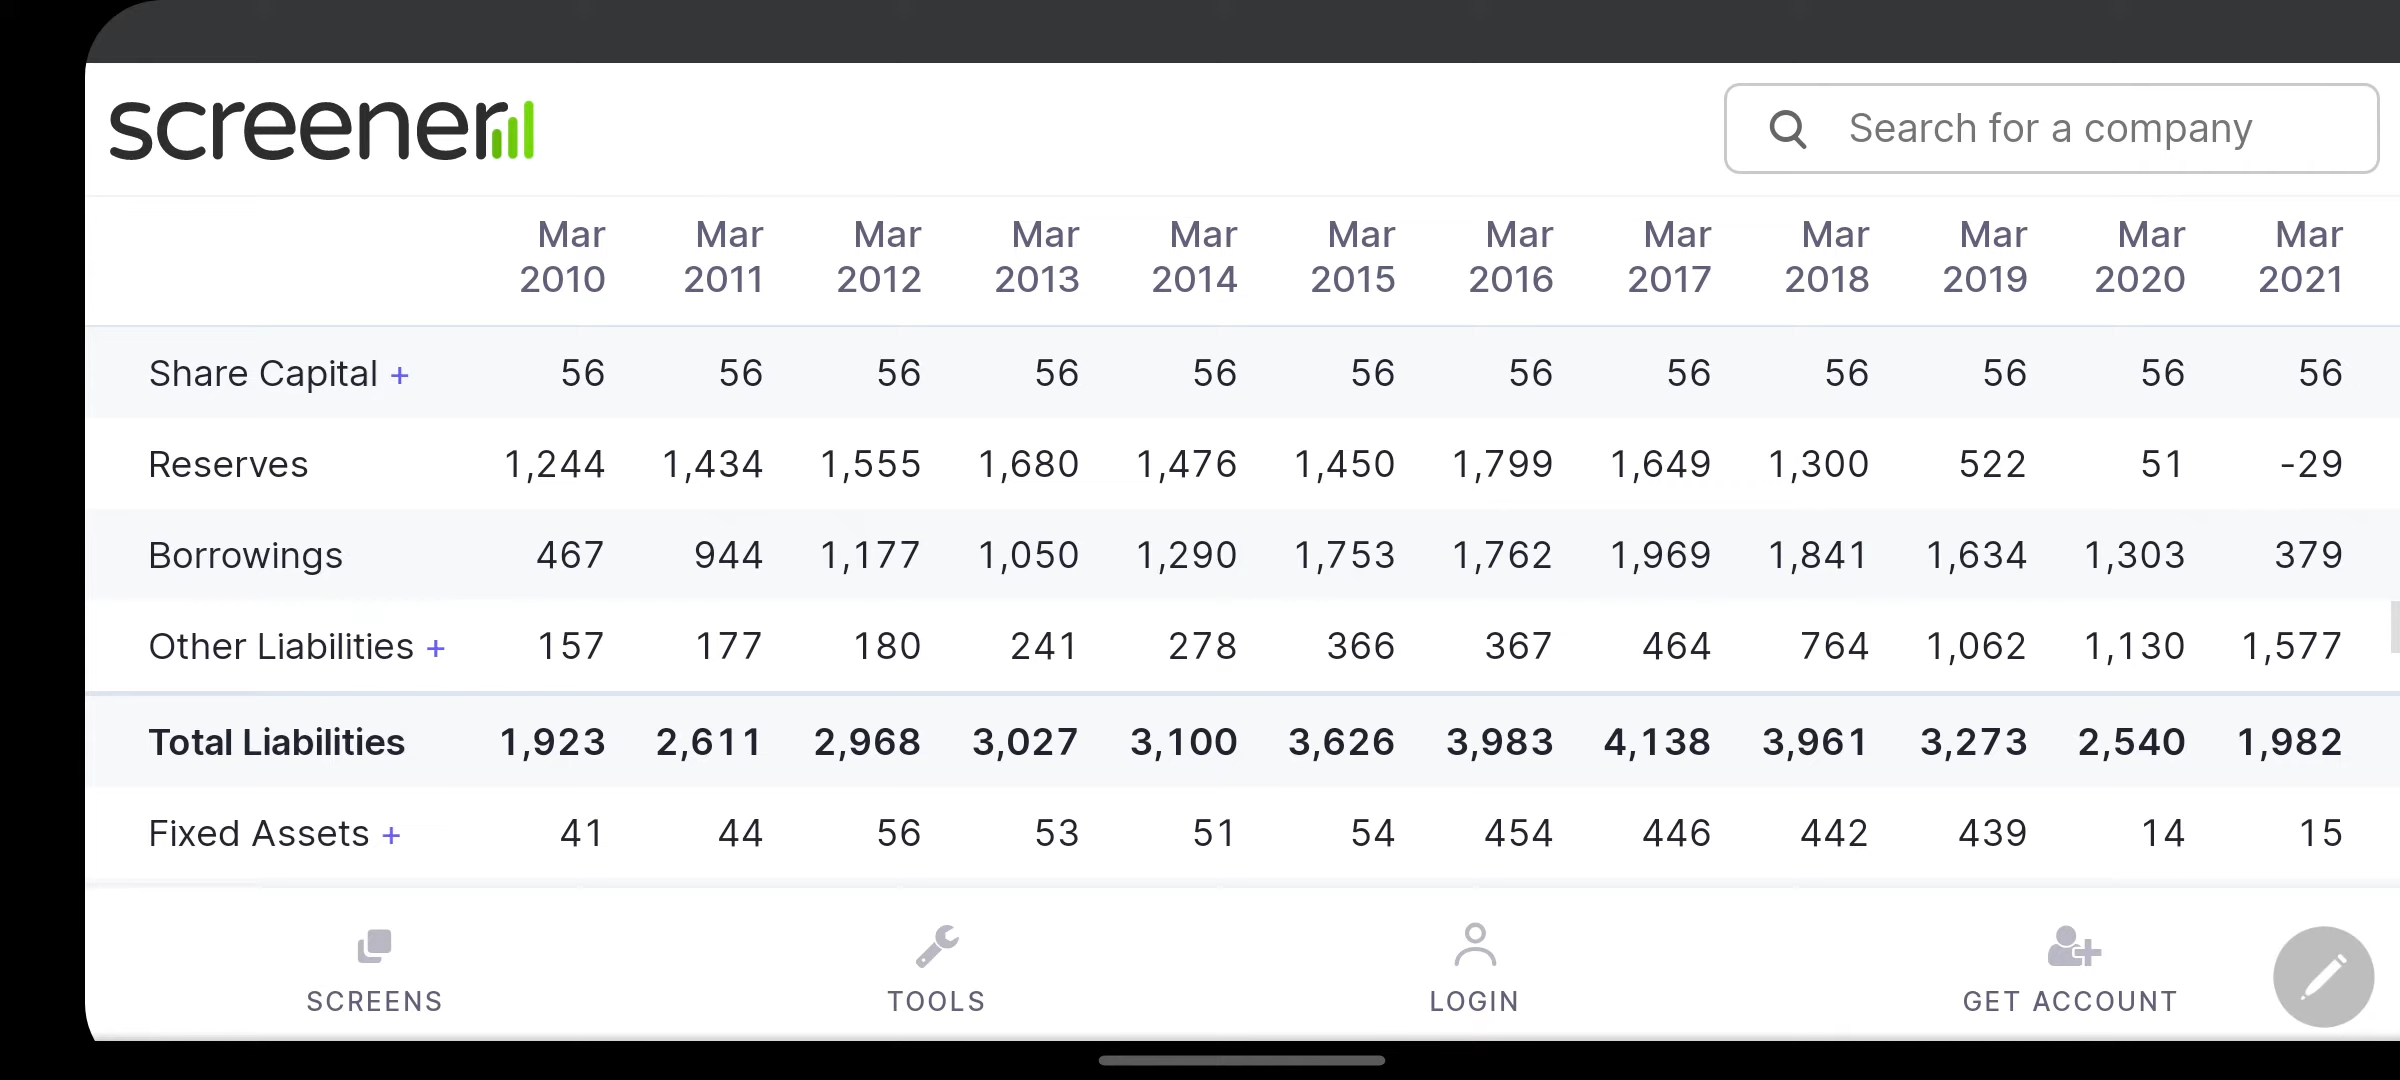 screener
Search for a company
Mar 2010 Mar 2011 Mar 2012 Mar 2013 Mar 2014 Mar 2015 Mar 2016 Mar 2017 Mar 2018 Mar 2019 Mar 2020 Mar 2021
Share Capital + 56 56 56 56 56 56 56 56 56 56 56 56
Reserves 1,244 1,434 1,555 1,680 1,476 1,450 1,799 1,649 1,300 522 51 -29
Borrowings 467 944 1,177 1,050 1,290 1,753 1,762 1,969 1,841 1,634 1,303 379
Other Liabilities + 157 177 180 241 278 366 367 464 764 1,062 1,130 1,577
Total Liabilities 1,923 2,611 2,968 3,027 3,100 3,626 3,983 4,138 3,961 3,273 2,540 1,982
Fixed Assets + 41 44 56 53 51 54 454 446 442 439 14 15
SCREENS TOOLS LOGIN GET ACCOUNT